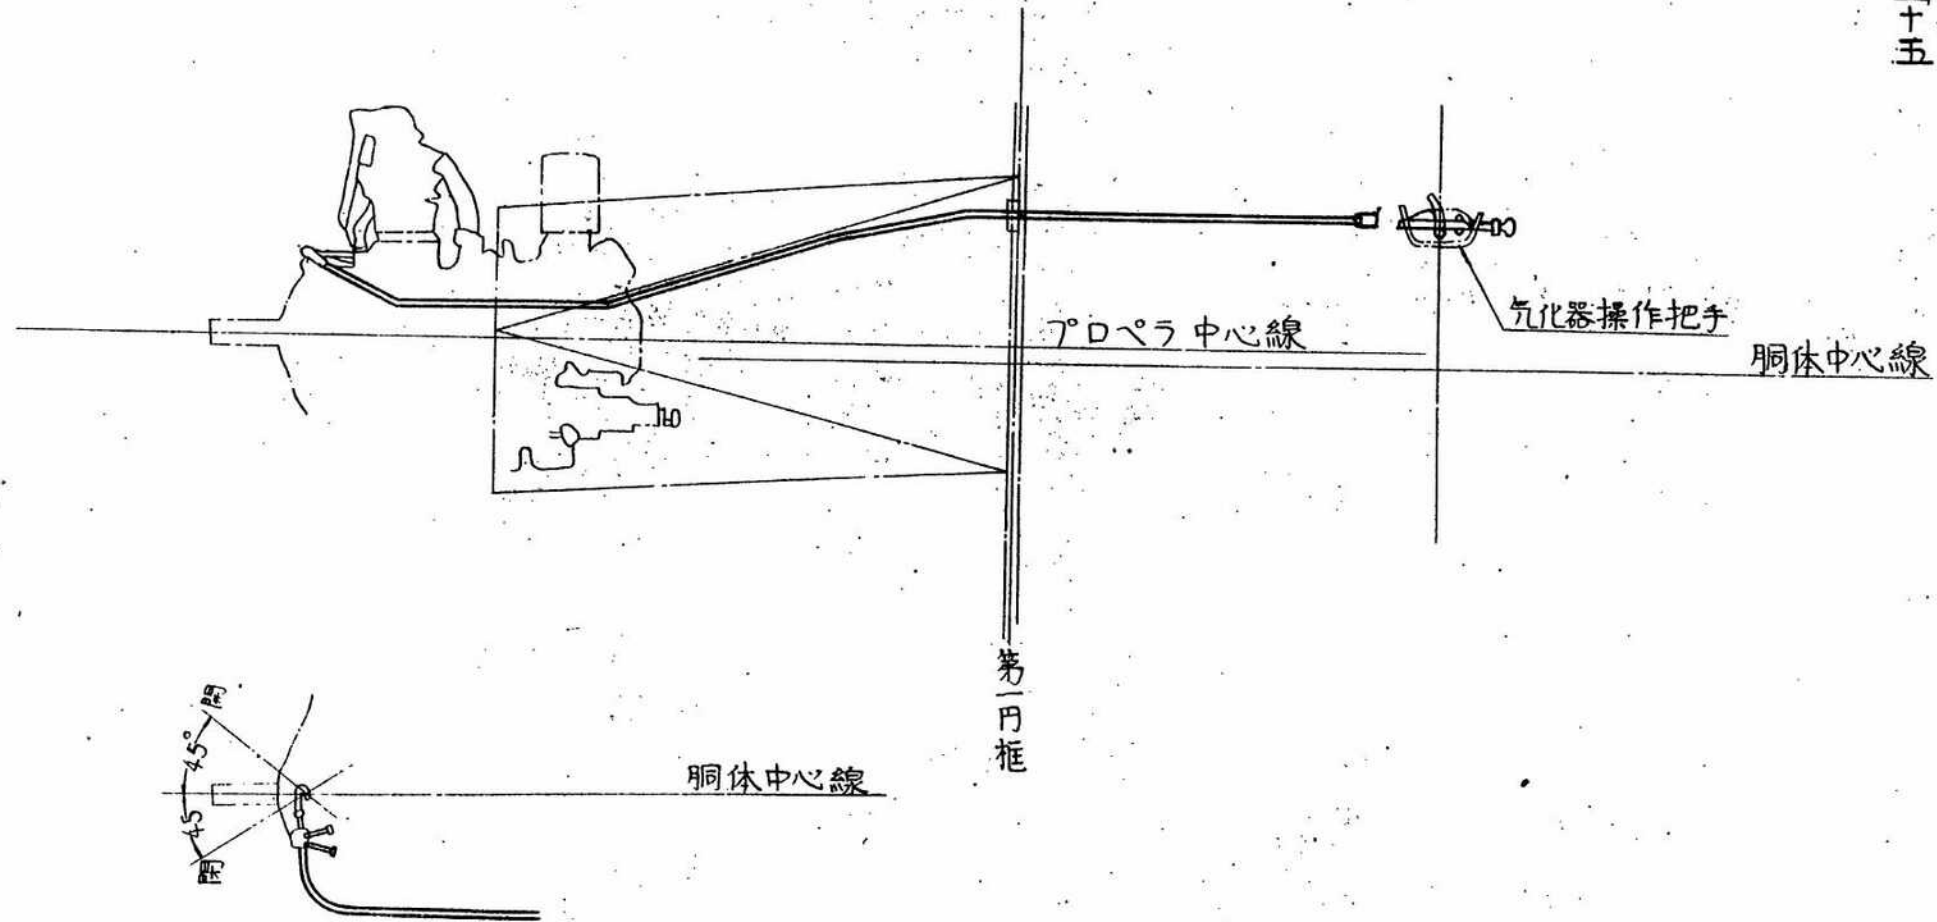 十五
気化器操作把手
プロペラ中心線
胴体中心線
第一円框
開
45°
胴体中心線
45
閉